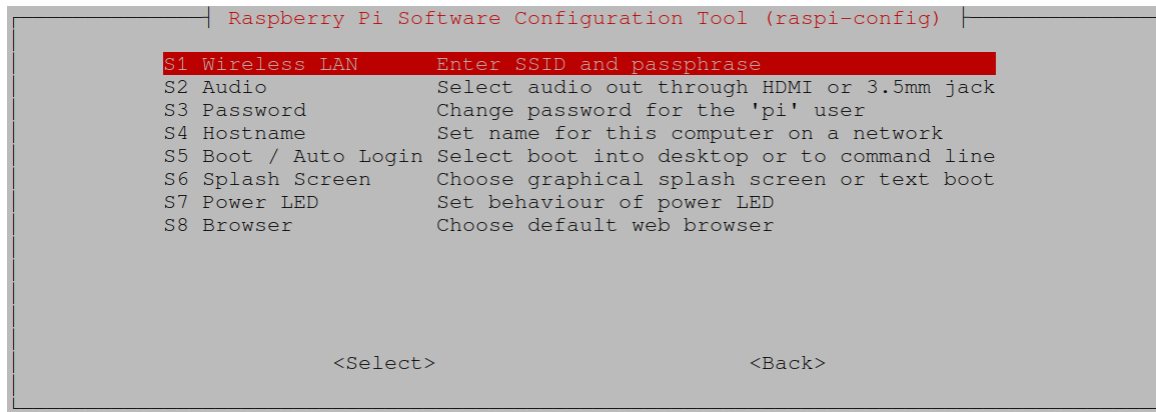 Raspberry Pi Software Configuration Tool (raspi-config)
S1 Wireless LAN Enter SSID and passphrase
S2 Audio Select audio out through HDMI or 3.5mm jack
S3 Password Change password for the 'pi' user
S4 Hostname Set name for this computer on a network
S5 Boot / Auto Login Select boot into desktop or to command line
S6 Splash Screen Choose graphical splash screen or text boot
S7 Power LED Set behaviour of power LED
S8 Browser Choose default web browser
<Select> <Back>